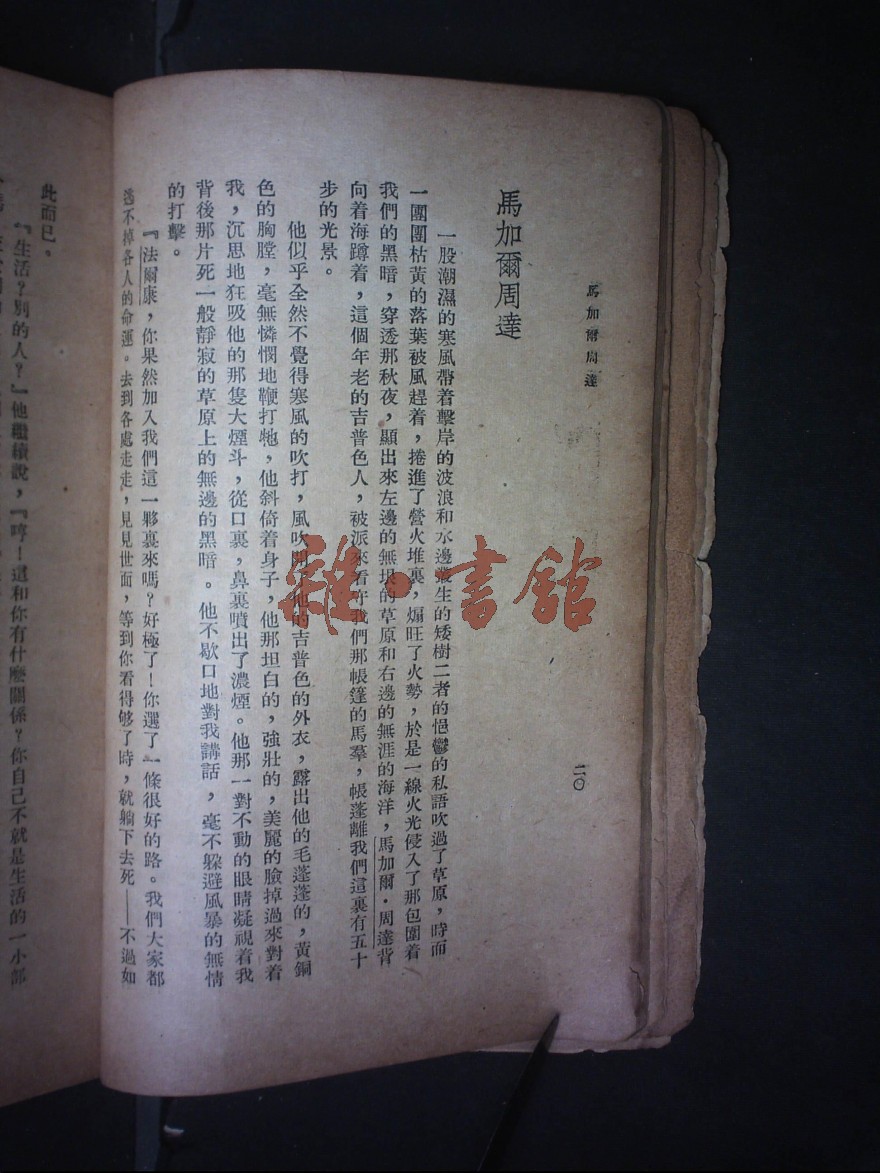 馬加爾周達
二〇
馬加爾周達
一股潮濕的寒風帶着擊岸的波浪和水邊叢生的矮樹二者的悒鬱的私語吹過了草原，時而
一團團枯黃的落葉被風趕着，捲進了營火堆裏，煽旺了火勢，於是一線火光侵入了那包圍着
我們的黑暗，穿透那秋夜，顯出來左邊的無垠的草原和右邊的無涯的海洋，馬加爾·周達背
向着海蹲着，這個年老的吉普色人，被派來看守我們那帳篷的馬羣，帳蓬離我們這裏有五十
步的光景。
他似乎全然不覺得寒風的吹打，風吹開他的吉普色的外衣，露出他的毛蓬蓬的，黃銅
色的胸膛，毫無憐憫地鞭打牠，他斜倚着身子，他那坦白的，強壯的，美麗的臉掉過來對着
我，沉思地狂吸他的那隻大煙斗，從口裏，鼻裏噴出了濃煙。他那一對不動的眼睛凝視着我
背後那片死一般靜寂的草原上的無邊的黑暗。他不歇口地對我講話，毫不躲避風暴的無情
的打擊。
『法爾康，你果然加入我們這一夥裏來嗎？好極了！你選了一條很好的路。我們大家都
逃不掉各人的命運。去到各處走走，見見世面，等到你看得够了時，就躺下去死——不過如
此而已。
『生活？別的人？』他繼續說，『哼！這和你有什麼關係？你自己不就是生活的一小部
雜·書館